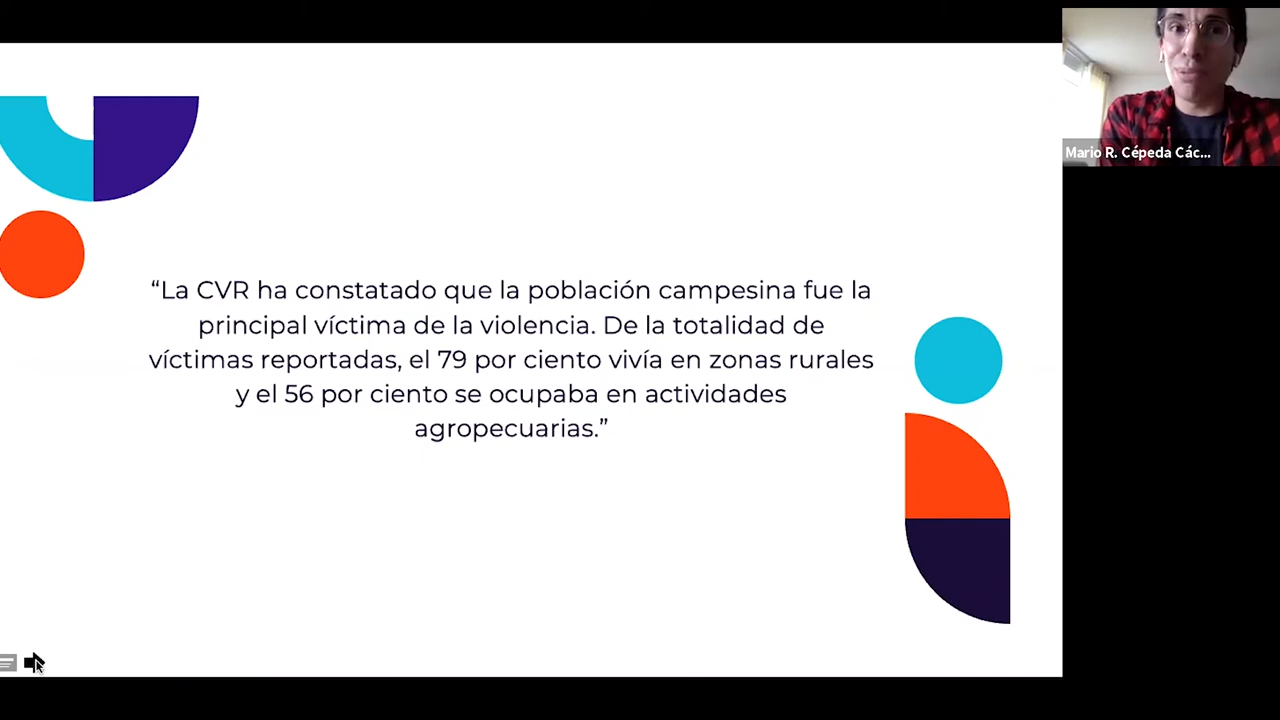 “La CVR ha constatado que la población campesina fue la
principal víctima de la violencia. De la totalidad de
víctimas reportadas, el 79 por ciento vivía en zonas rurales
y el 56 por ciento se ocupaba en actividades
agropecuarias.”
Mario R. Cépeda Các...